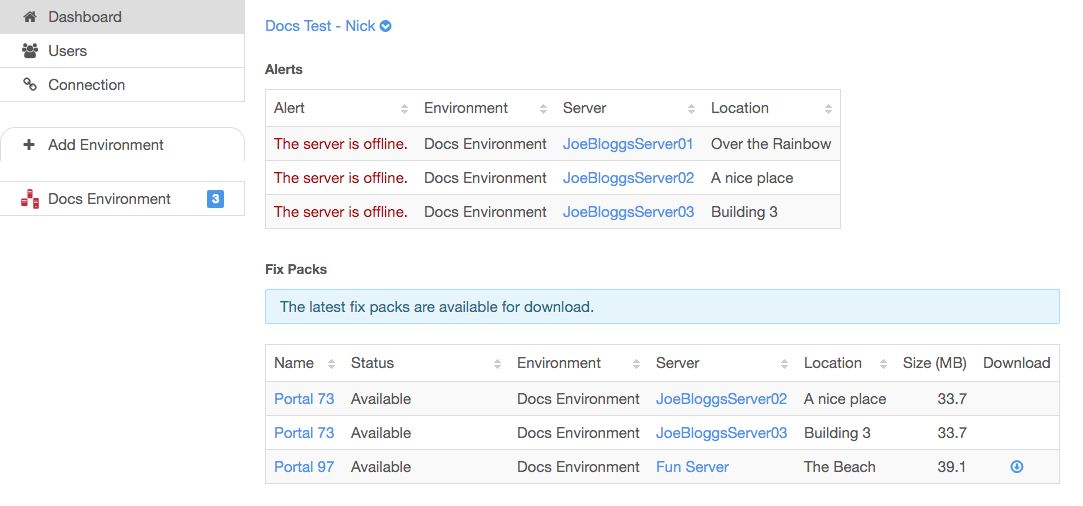 Dashboard
Users
Connection
Add Environment
Docs Environment 3
Docs Test - Nick
Alerts
Alert Environment Server Location
The server is offline. Docs Environment JoeBloggsServer01 Over the Rainbow
The server is offline. Docs Environment JoeBloggsServer02 A nice place
The server is offline. Docs Environment JoeBloggsServer03 Building 3
Fix Packs
The latest fix packs are available for download.
Name Status Environment Server Location Size (MB) Download
Portal 73 Available Docs Environment JoeBloggsServer02 A nice place 33.7
Portal 73 Available Docs Environment JoeBloggsServer03 Building 3 33.7
Portal 97 Available Docs Environment Fun Server The Beach 39.1